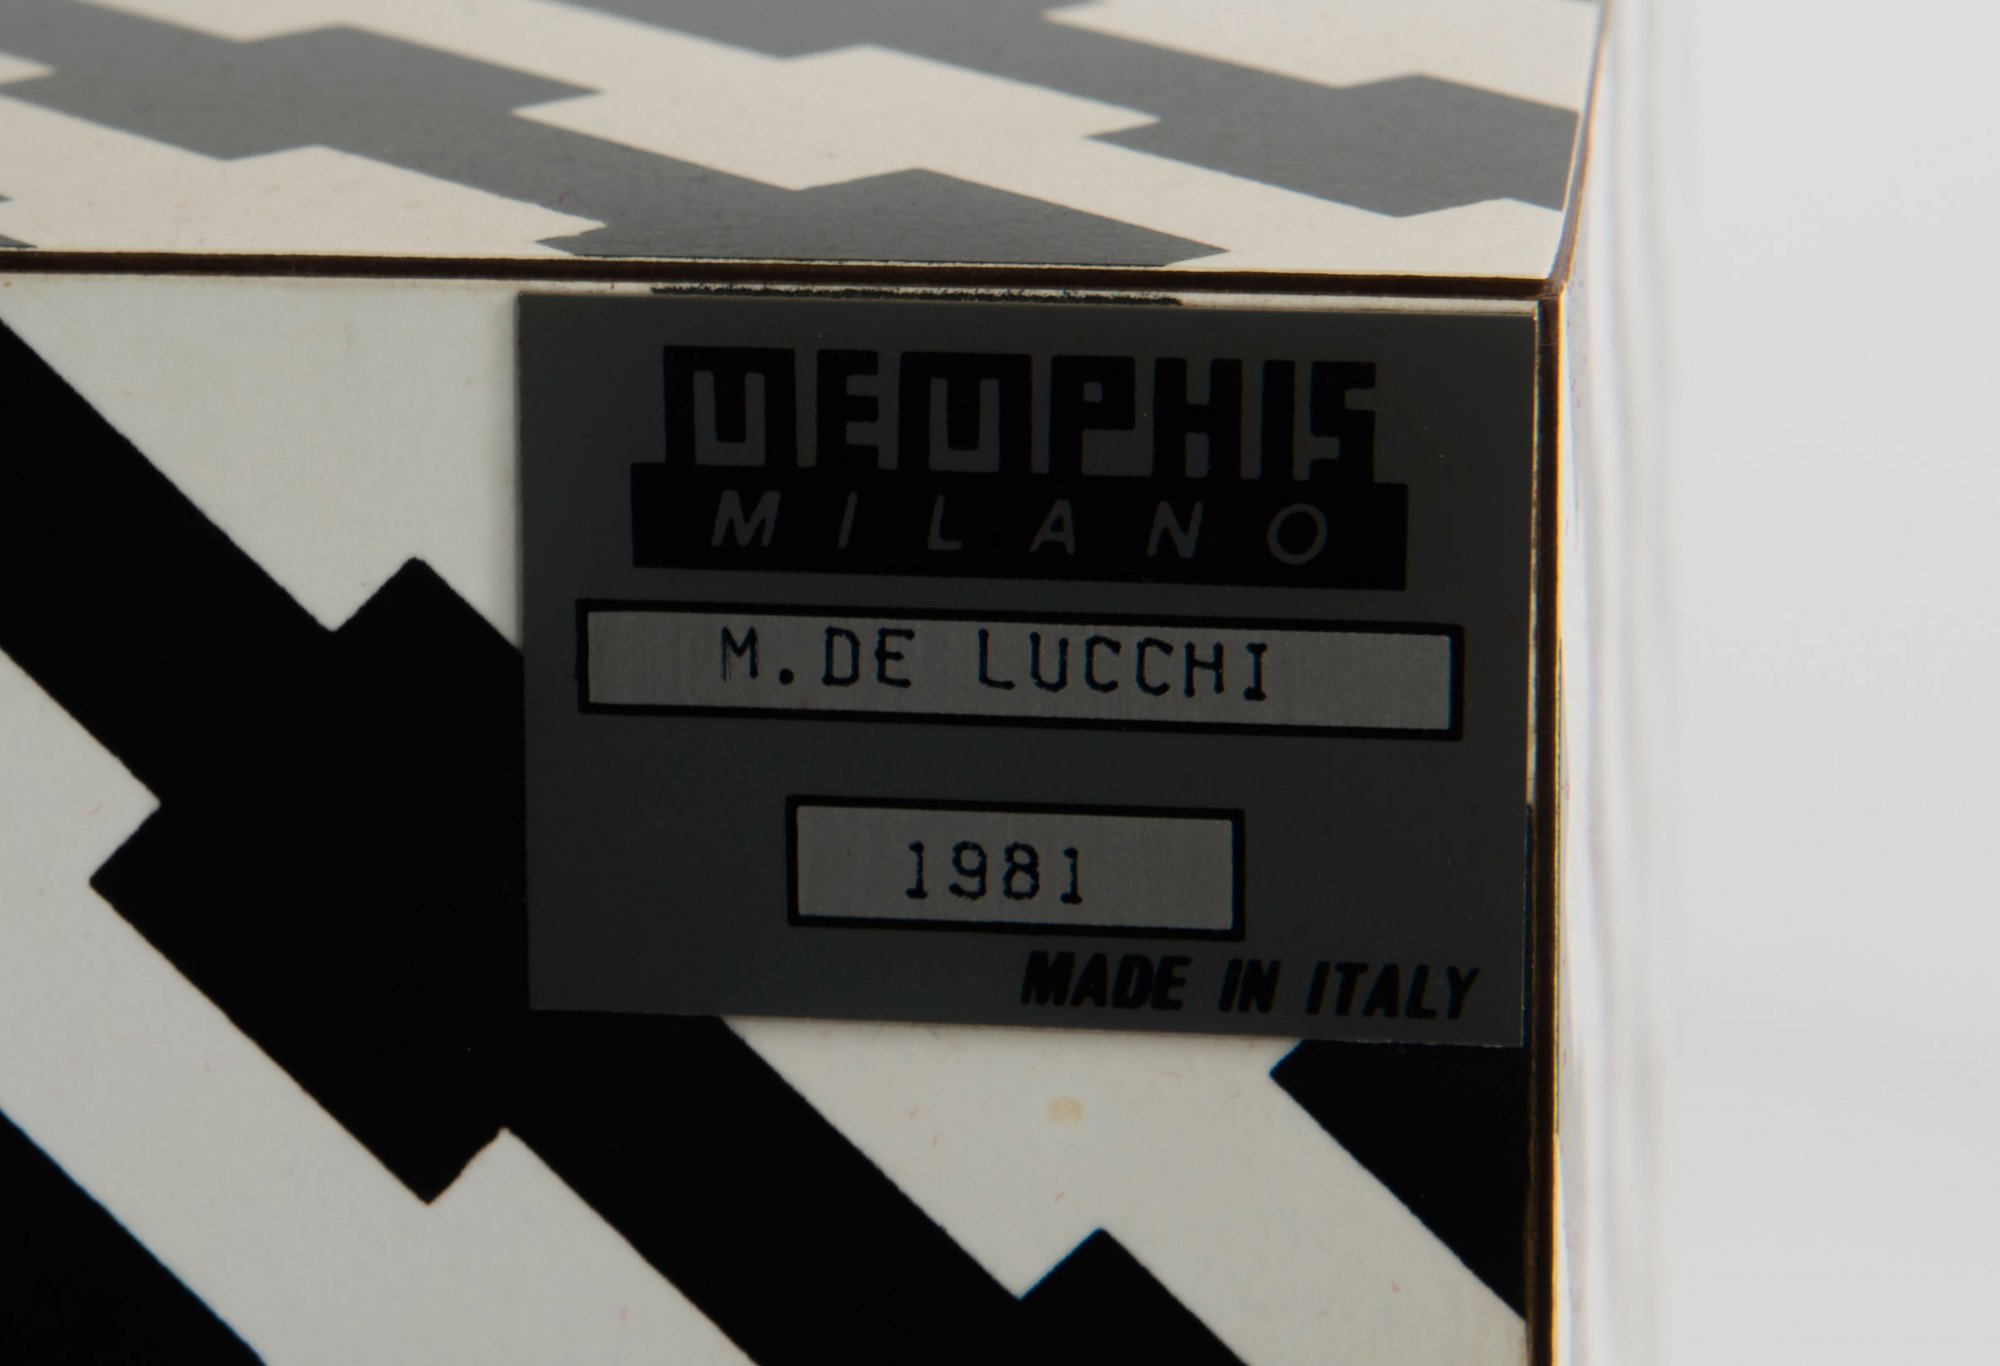 MEMPHIS
MILANO
M.DE LUCCHI
1981
MADE IN ITALY